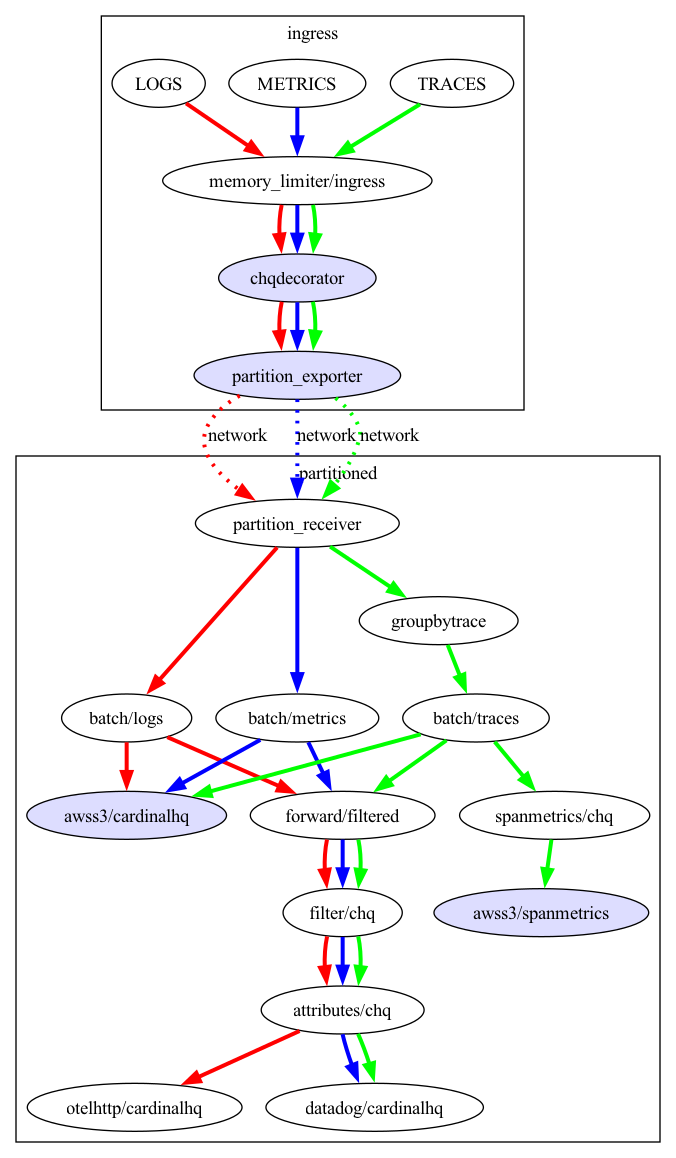 ingress
LOGS
METRICS
TRACES
memory_limiter/ingress
chqdecorator
partition_exporter
network
network
network
partitioned
partition_receiver
groupbytrace
batch/logs
batch/metrics
batch/traces
awss3/cardinalhq
forward/filtered
spanmetrics/chq
filter/chq
awss3/spanmetrics
attributes/chq
otelhttp/cardinalhq
datadog/cardinalhq